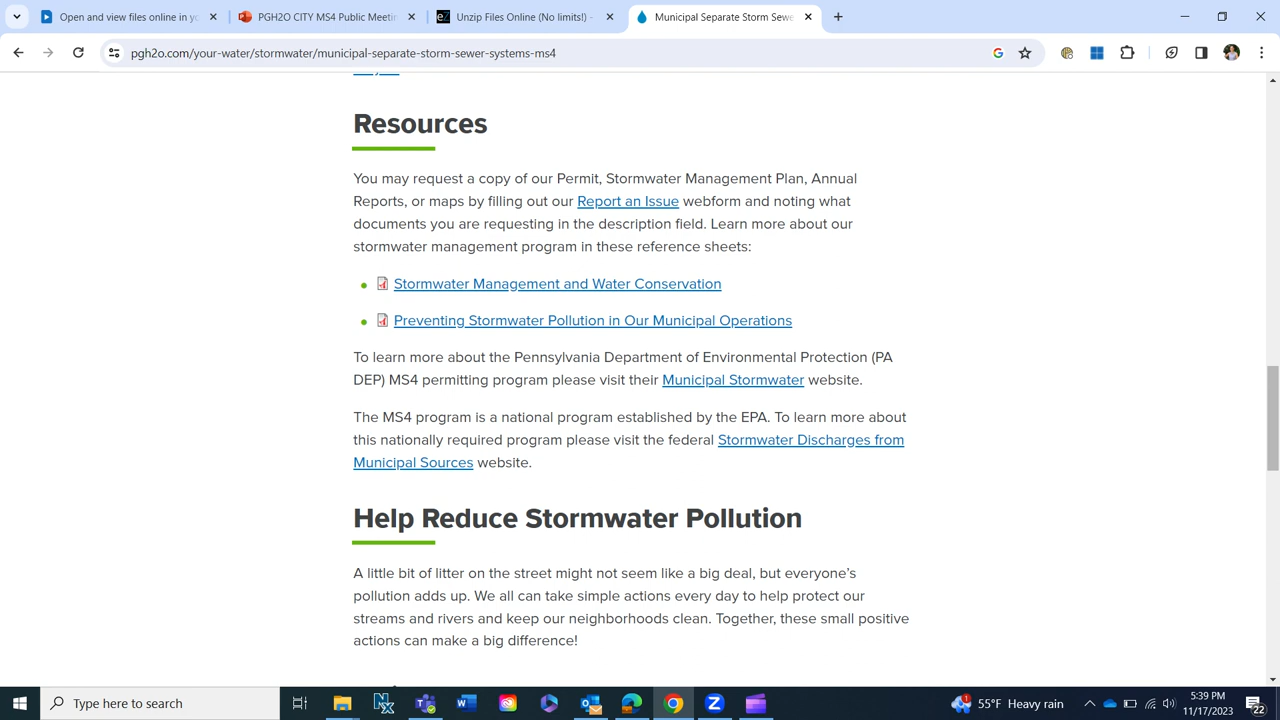 Open and view files online in yo
PGH2O CITY MS4 Public Meetin
Unzip Files Online (No limits!) -
Municipal Separate Storm Sewe
pgh2o.com/your-water/stormwater/municipal-separate-storm-sewer-systems-ms4
Resources
You may request a copy of our Permit, Stormwater Management Plan, Annual
Reports, or maps by filling out our Report an Issue webform and noting what
documents you are requesting in the description field. Learn more about our
stormwater management program in these reference sheets:
Stormwater Management and Water Conservation
Preventing Stormwater Pollution in Our Municipal Operations
To learn more about the Pennsylvania Department of Environmental Protection (PA
DEP) MS4 permitting program please visit their Municipal Stormwater website.
The MS4 program is a national program established by the EPA. To learn more about
this nationally required program please visit the federal Stormwater Discharges from
Municipal Sources website.
Help Reduce Stormwater Pollution
A little bit of litter on the street might not seem like a big deal, but everyone's
pollution adds up. We all can take simple actions every day to help protect our
streams and rivers and keep our neighborhoods clean. Together, these small positive
actions can make a big difference!
Type here to search
55°F Heavy rain
5:39 PM
11/17/2023
22